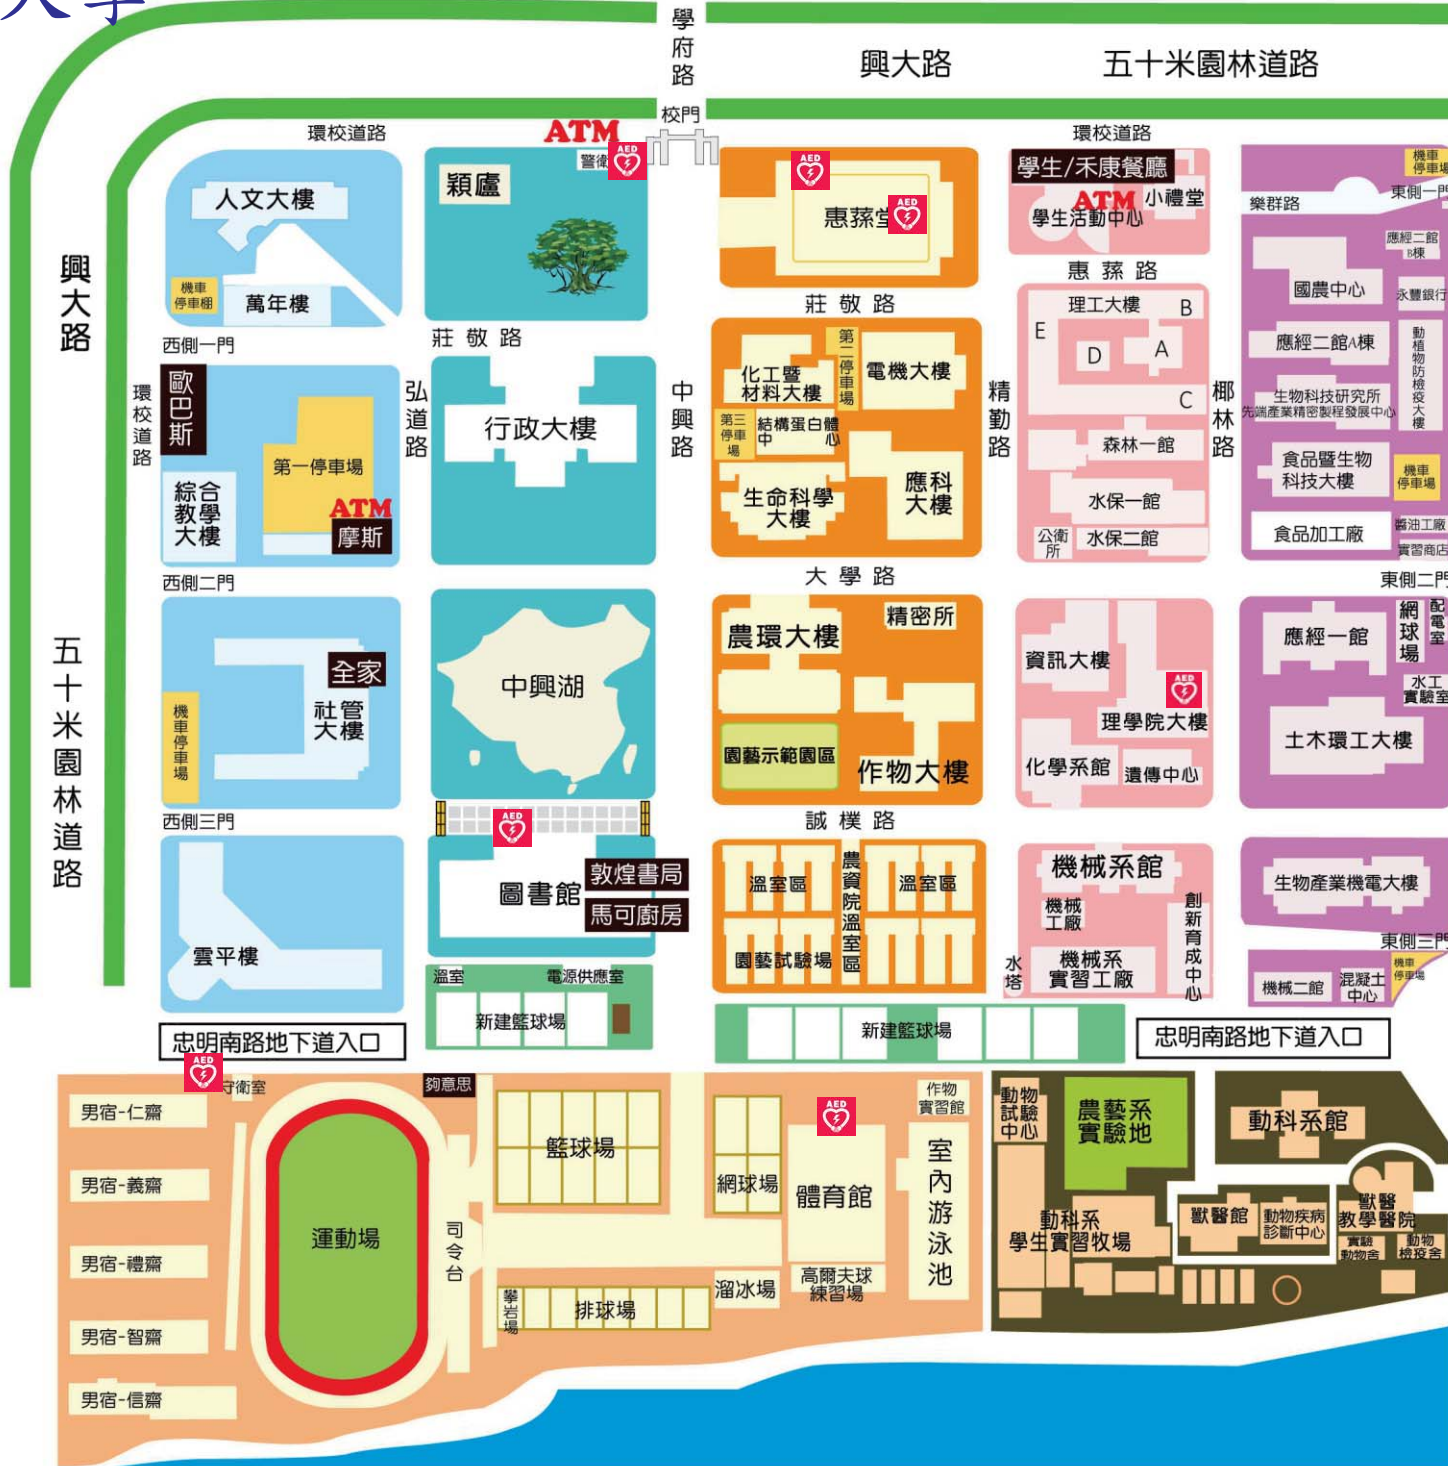 大學
學府路
興大路
五十米園林道路
校門
環校道路
ATM
環校道路
警衛
AED
穎廬
人文大樓
機車
停車棚
萬年樓
AED
惠蓀堂
AED
學生/禾康餐廳
ATM
小禮堂
學生活動中心
機車
停車場
東側一門
樂群路
應經二館
B棟
國農中心
永豐銀行
興大路
西側一門
莊敬路
莊敬路
惠蓀路
理工大樓
B
E
D
A
C
應經二館A棟
動植物防檢疫大樓
環校道路
歐巴斯
弘道路
行政大樓
中興路
化工暨
材料大樓
第二停車場
電機大樓
精勤路
椰林路
生物科技研究所
先端產業精密製程發展中心
第一停車場
第三
停車
場
結構蛋白體
中心
森林一館
食品暨生物
科技大樓
機車
停車場
綜合
教學
大樓
ATM
摩斯
生命科學
大樓
應科
大樓
水保一館
公衛
所
水保二館
食品加工廠
醬油工廠
實習商店
西側二門
大學路
東側二門
五十米園林道路
全家
社管
大樓
機車停車場
中興湖
農環大樓
精密所
園藝示範園區
作物大樓
資訊大樓
AED
理學院大樓
化學系館
遺傳中心
應經一館
網球場
配電室
水工
實驗室
土木環工大樓
西側三門
AED
誠樸路
圖書館
敦煌書局
馬可廚房
雲平樓
溫室區
農資院溫室區
溫室區
園藝試驗場
機械系館
機械
工廠
創新育成中心
機械系
實習工廠
水塔
生物產業機電大樓
東側三門
機車
停車場
機械二館
混凝土
中心
溫室
電源供應室
新建籃球場
新建籃球場
忠明南路地下道入口
忠明南路地下道入口
AED
守衛室
夠意思
男宿-仁齋
男宿-義齋
男宿-禮齋
男宿-智齋
男宿-信齋
運動場
司令台
籃球場
網球場
AED
體育館
作物
實習館
室內游泳池
攀岩場
排球場
溜冰場
高爾夫球
練習場
動物
試驗
中心
農藝系
實驗地
動科系館
動科系
學生實習牧場
獸醫館
動物疾病
診斷中心
獸醫
教學醫院
實驗
動物舍
動物
檢疫舍